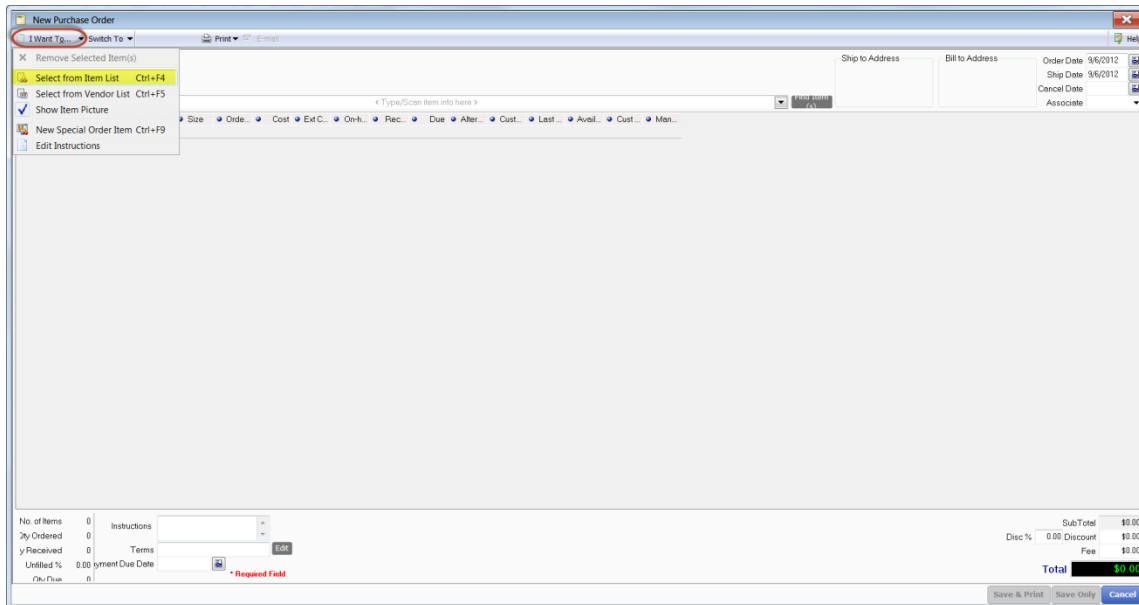 New Purchase Order
I Want To... Switch To Print E-mail Help
Remove Selected Item(s)
Select from Item List Ctrl+F4
Select from Vendor List Ctrl+F5
Show Item Picture
New Special Order Item Ctrl+F9
Edit Instructions
Ship to Address
Bill to Address
Order Date 9/6/2012
Ship Date 9/6/2012
Cancel Date
Associate
< Type/Scan item info here >
Size Orde... Cost Ext C... On-h... Rec... Due Alter... Cust... Last... Avail... Cust... Man...
No. of Items 0
Qty Ordered 0
y Received 0
Unfilled % 0.00
Qty Due 0
Instructions
Terms Edit
yment Due Date
* Required Field
SubTotal $0.00
Disc % 0.00 Discount $0.00
Fee $0.00
Total $0.00
Save & Print Save Only Cancel